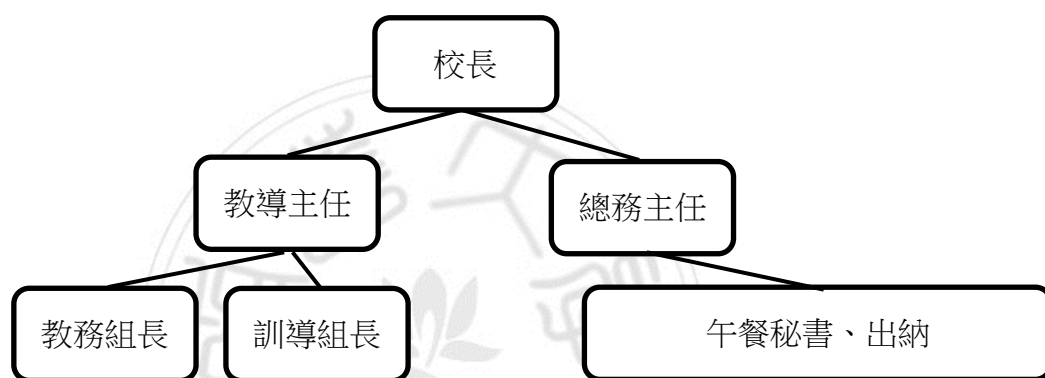 校長
教導主任
總務主任
教務組長
訓導組長
午餐秘書、出納